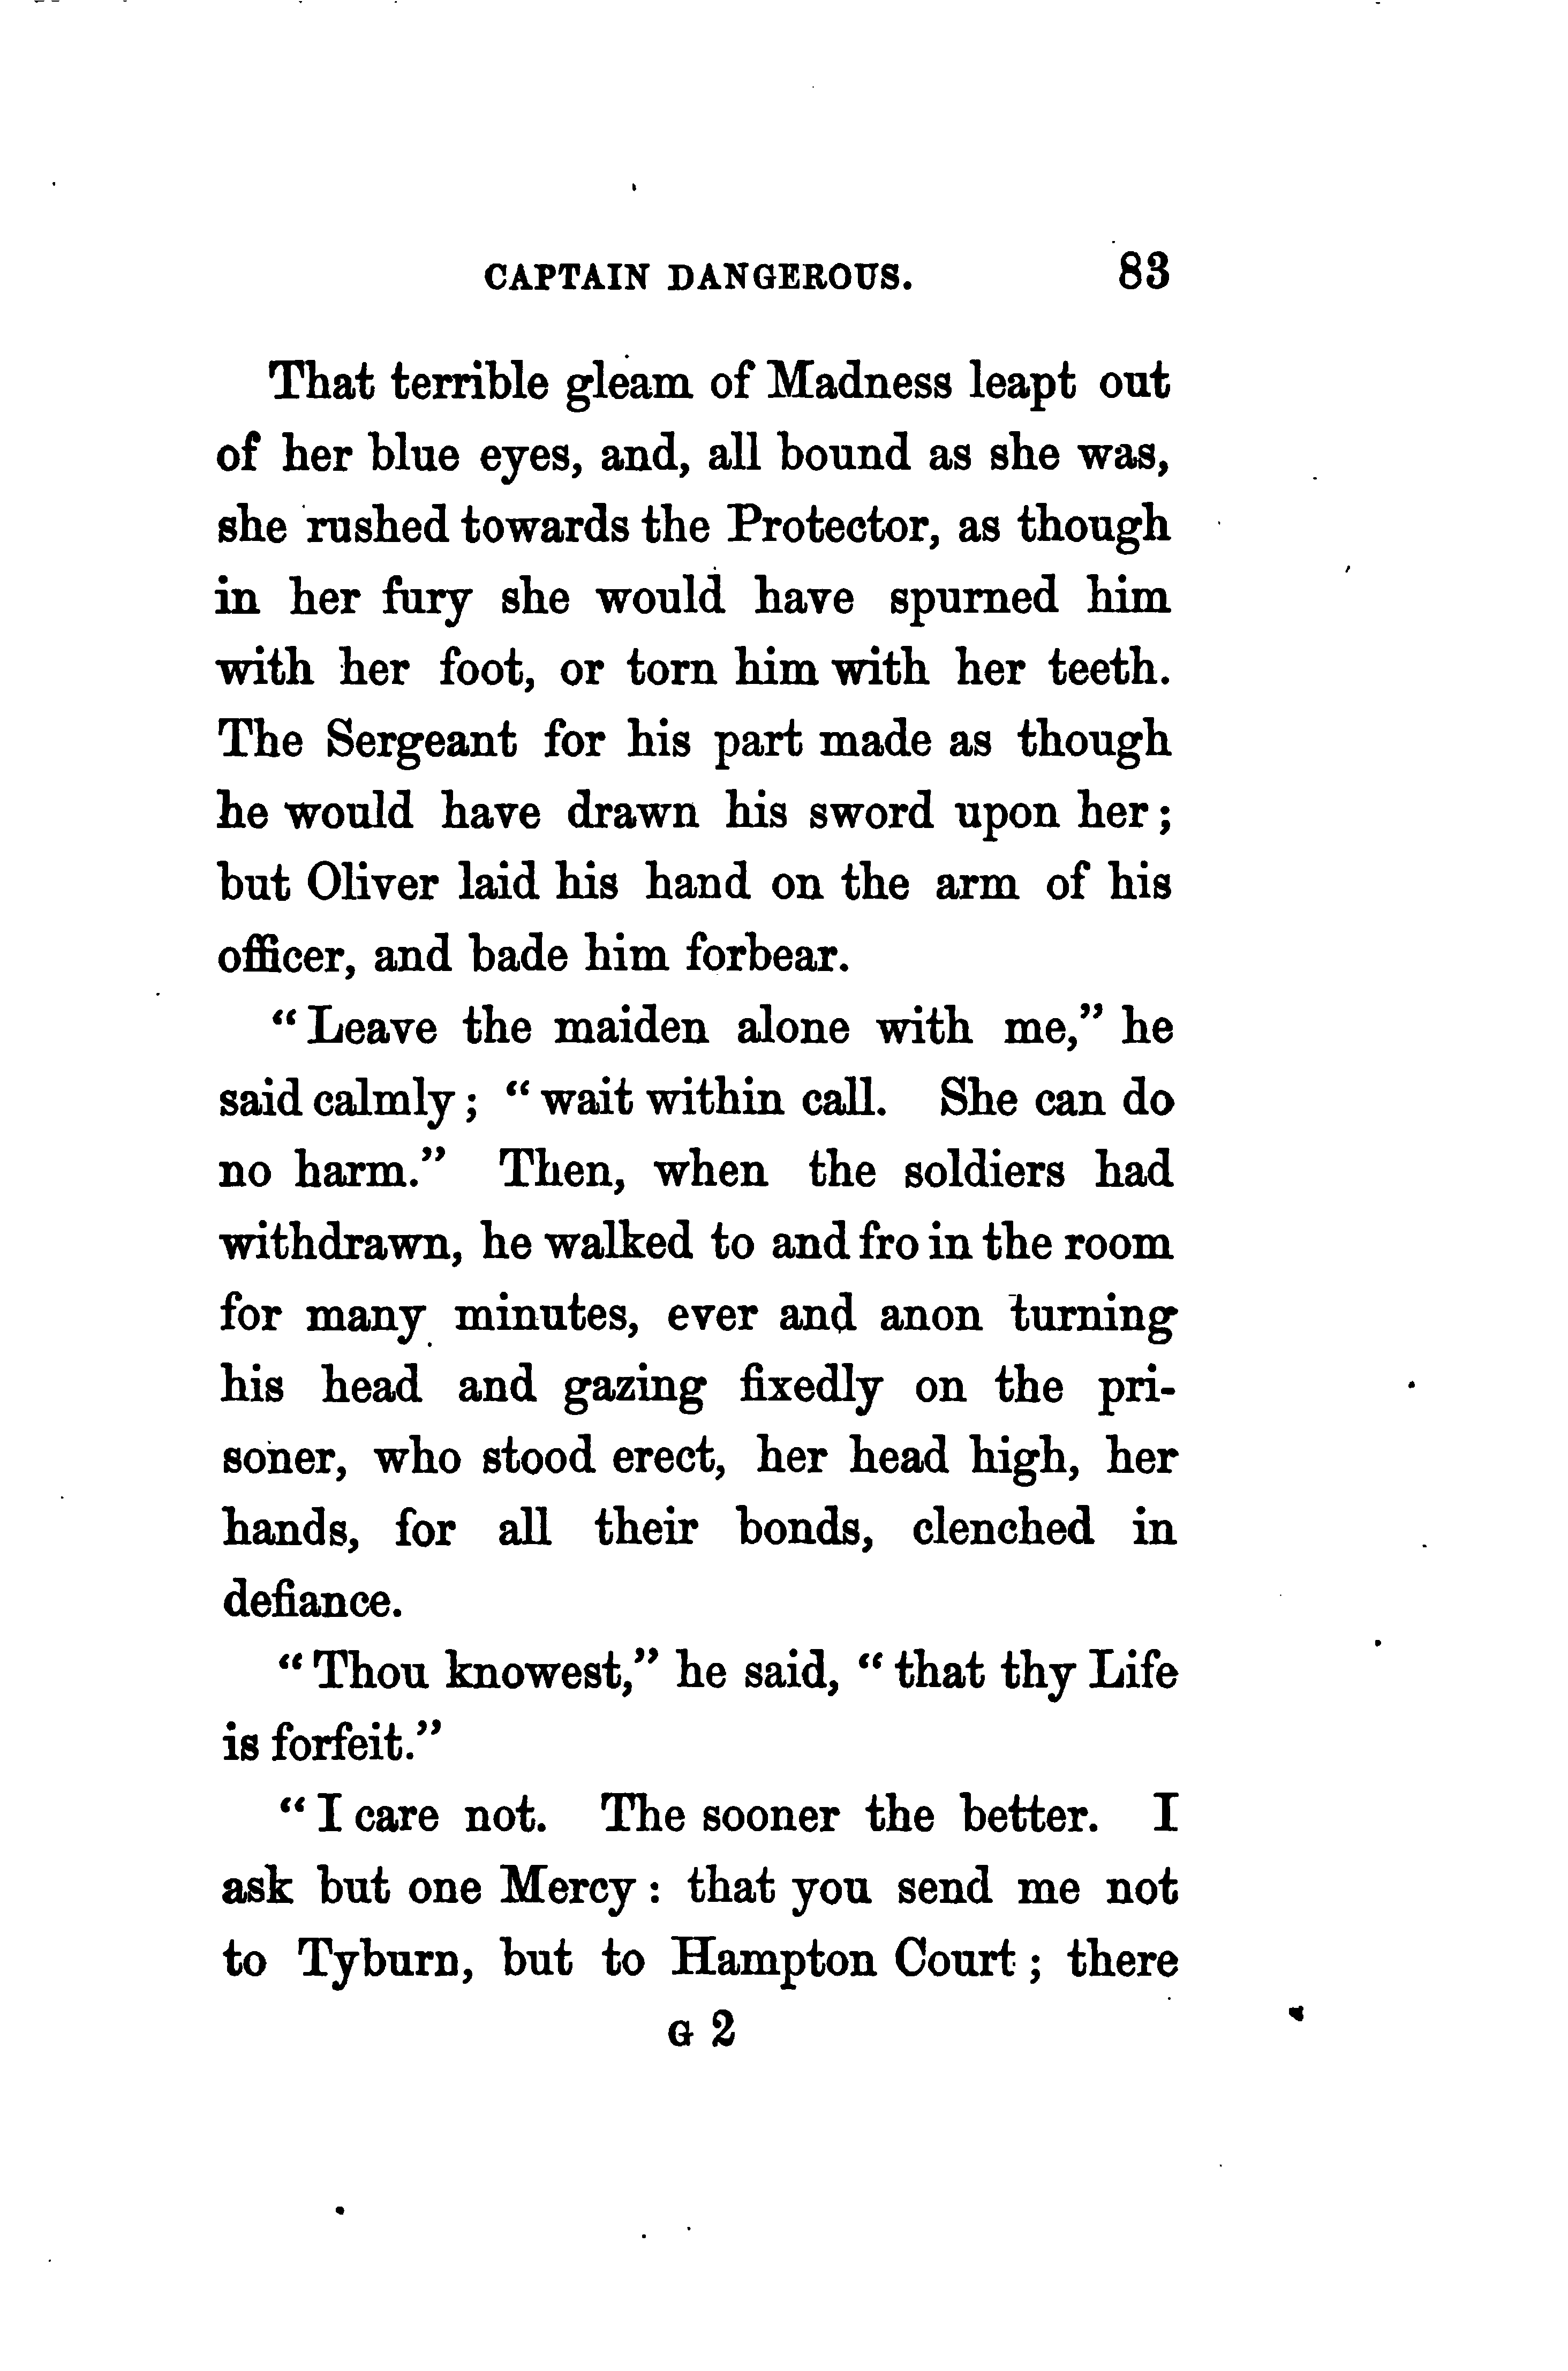 CAPTAIN DANGEROUS. 83
That terrible gleam of Madness leapt out
of her blue eyes, and, all bound as she was,
she rushed towards the Protector, as though
in her fury she would have spurned him
with her foot, or torn him with her teeth.
The Sergeant for his part made as though
he would have drawn his sword upon her;
but Oliver laid his hand on the arm of his
officer, and bade him forbear.
"Leave the maiden alone with me," he
said calmly; "wait within call. She can do
no harm." Then, when the soldiers had
withdrawn, he walked to and fro in the room
for many minutes, ever and anon turning
his head and gazing fixedly on the pri-
soner, who stood erect, her head high, her
hands, for all their bonds, clenched in
defiance.
"Thou knowest," he said, "that thy Life
is forfeit."
"I care not. The sooner the better. I
ask but one Mercy: that you send me not
to Tyburn, but to Hampton Court; there
G 2